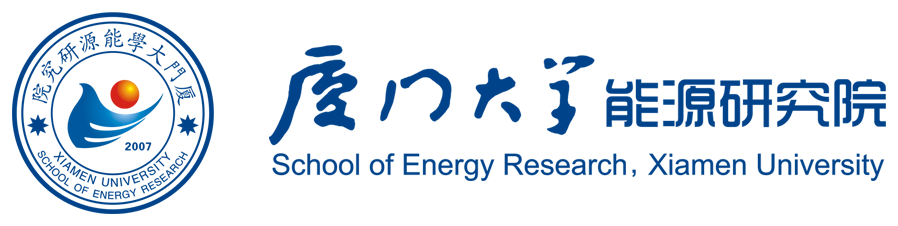 廈門大學能源研究院
2007
XIAMEN UNIVERSITY
SCHOOL OF ENERGY RESEARCH
厦门大学能源研究院
School of Energy Research, Xiamen University